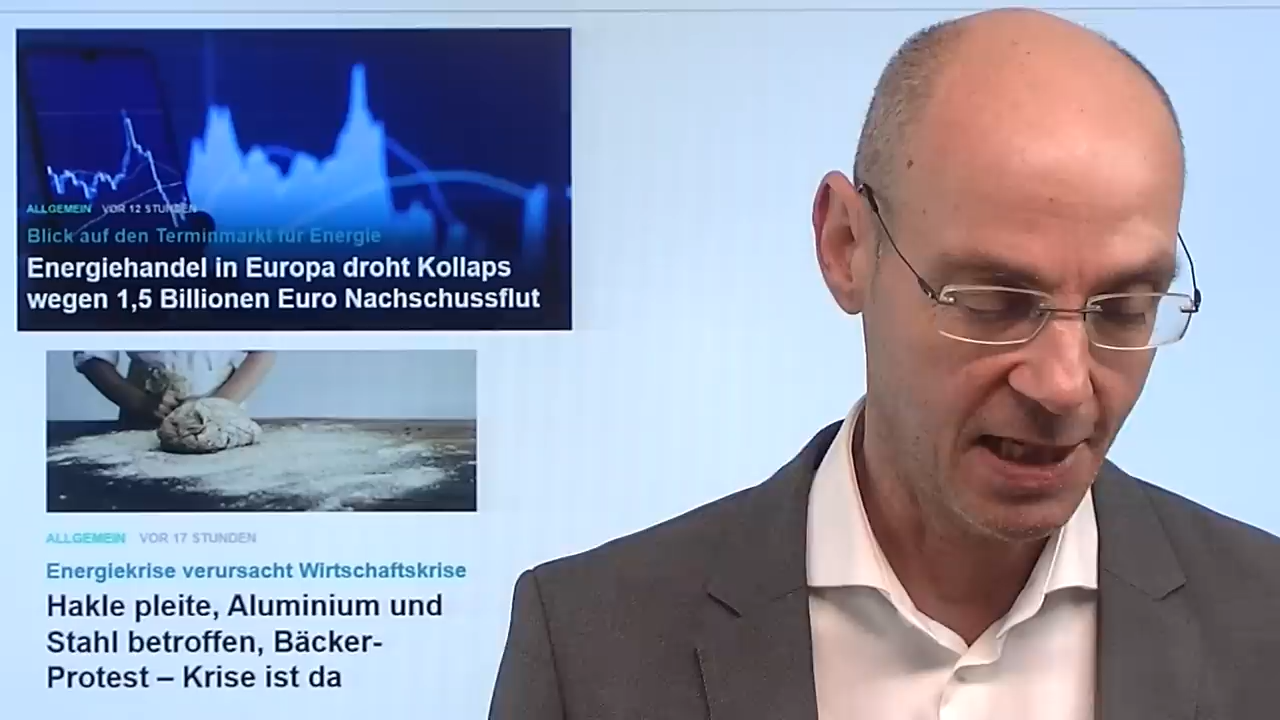 ALLGEMEIN VOR 12 STUNDEN
Blick auf den Terminmarkt für Energie
Energiehandel in Europa droht Kollaps
wegen 1,5 Billionen Euro Nachschussflut
ALLGEMEIN VOR 17 STUNDEN
Energiekrise verursacht Wirtschaftskrise
Hakle pleite, Aluminium und
Stahl betroffen, Bäcker-
Protest – Krise ist da